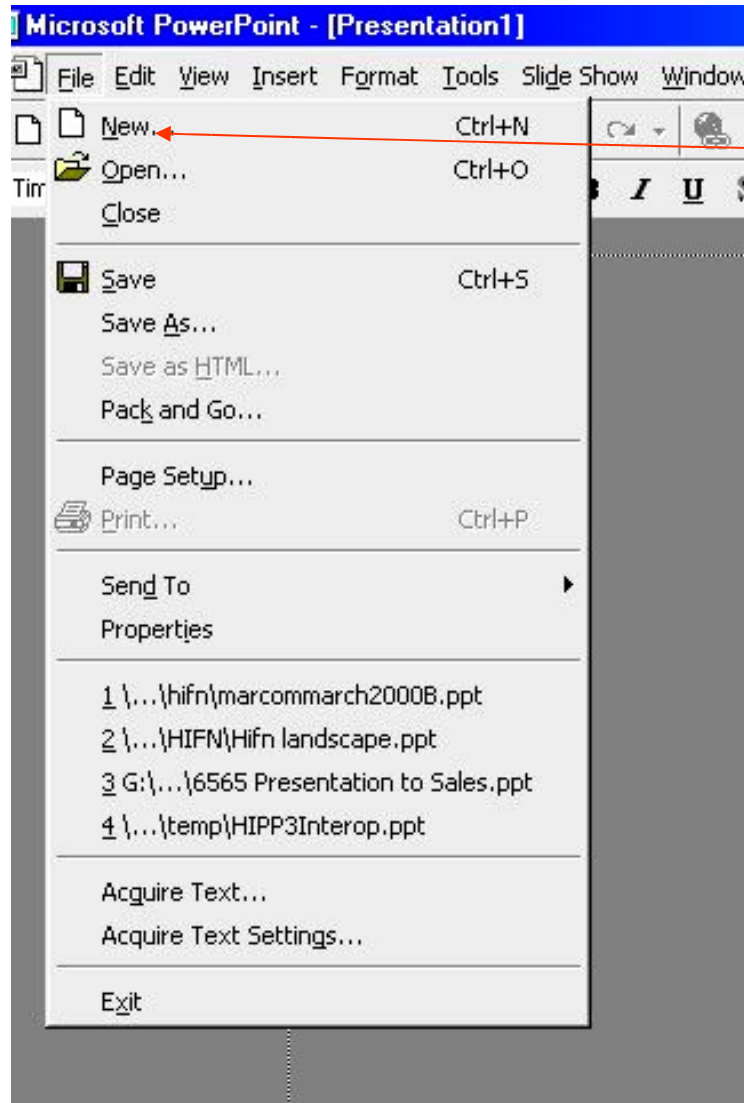 Microsoft PowerPoint - [Presentation1]
File Edit View Insert Format Tools Slide Show Window
New... Ctrl+N
Open... Ctrl+O
I U
Close
Save Ctrl+S
Save As...
Save as HTML...
Pack and Go...
Page Setup...
Print... Ctrl+P
Send To
Properties
1 \...\hifn\marcommarch2000B.ppt
2 \...\HIFN\Hifn landscape.ppt
3 G:\...\6565 Presentation to Sales.ppt
4 \...\temp\HIPP3Interop.ppt
Acquire Text...
Acquire Text Settings...
Exit